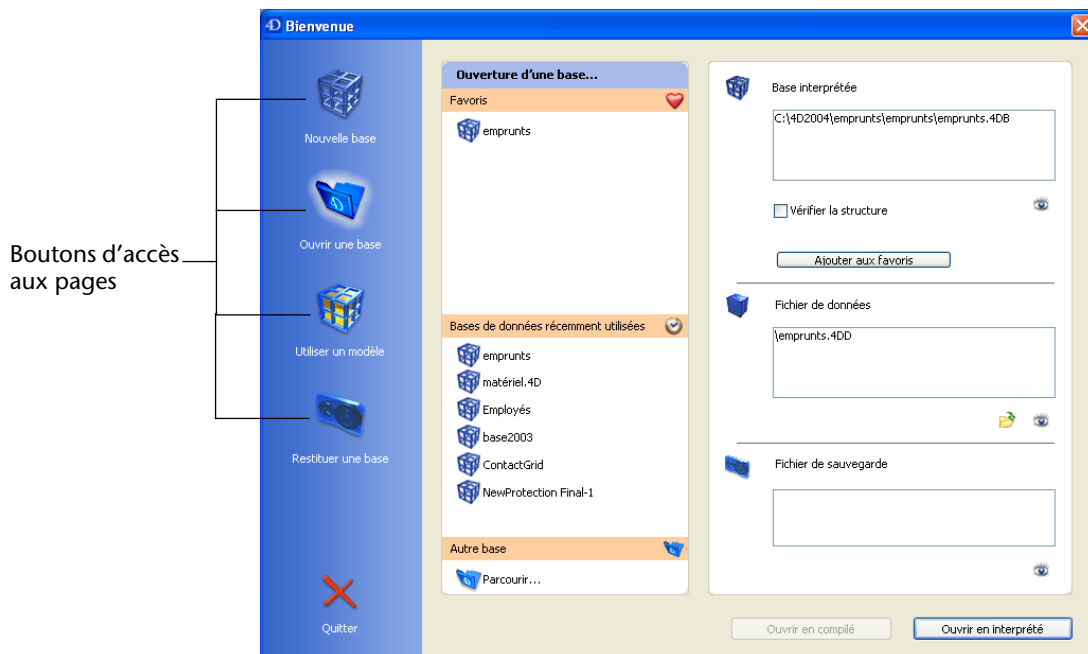 4D Bienvenue
Boutons d'accès
aux pages
Nouvelle base
Ouvrir une base
Utiliser un modèle
Restituer une base
Quitter
Ouverture d'une base...
Favoris
emprunts
Bases de données récemment utilisées
emprunts
matériel.4D
Employés
base2003
ContactGrid
NewProtection Final-1
Autre base
Parcourir...
Base interprétée
C:\4D2004\emprunts\emprunts\emprunts.4DB
Vérifier la structure
Ajouter aux favoris
Fichier de données
\emprunts.4DD
Fichier de sauvegarde
Ouvrir en compilé
Ouvrir en interprété